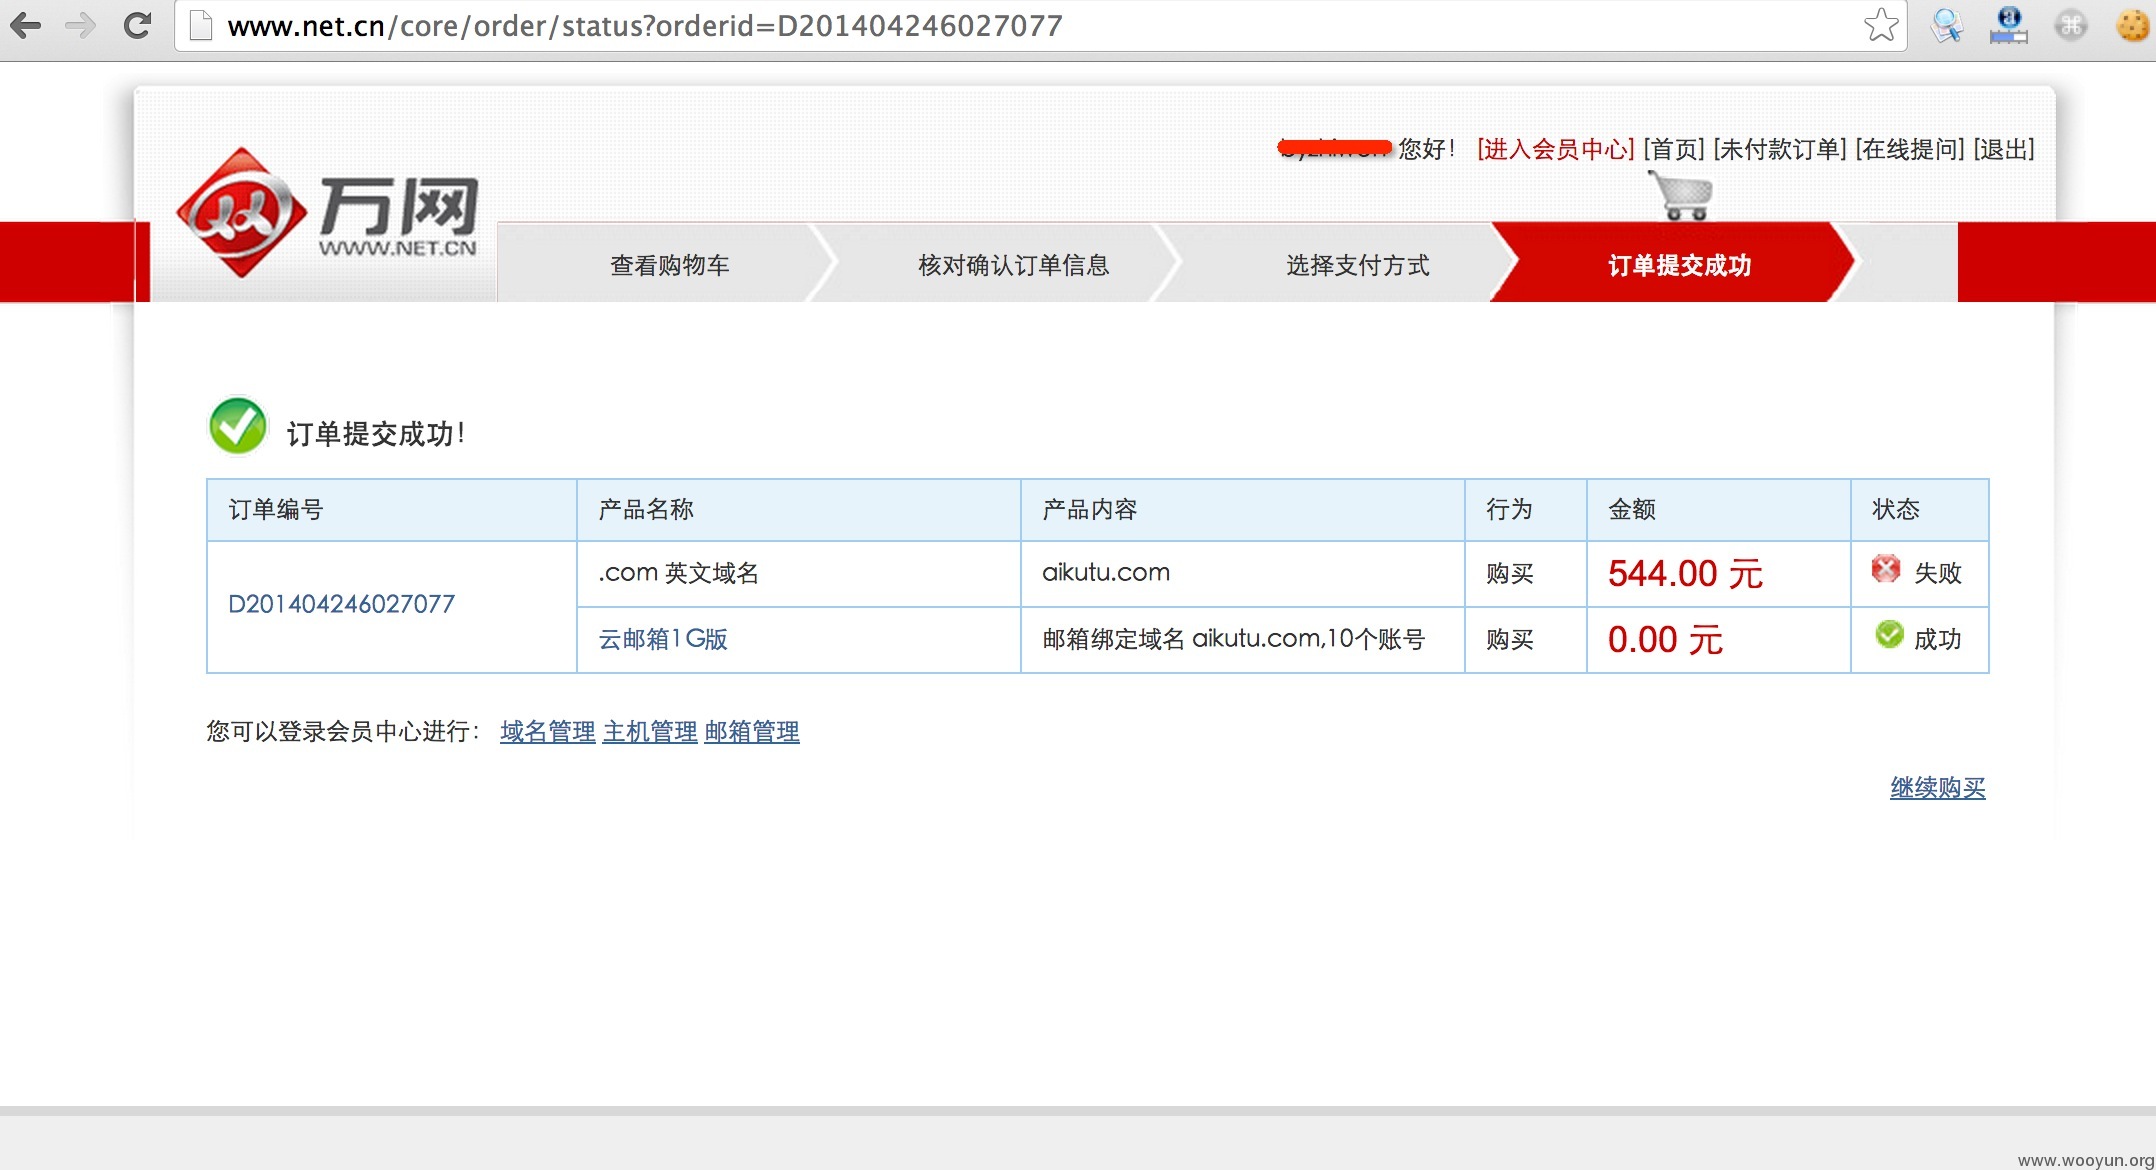 www.net.cn/core/order/status?orderid=D201404246027077
您好！ [进入会员中心] [首页] [未付款订单] [在线提问] [退出]
万网
WWW.NET.CN
查看购物车 核对确认订单信息 选择支付方式 订单提交成功
订单提交成功！
订单编号 产品名称 产品内容 行为 金额 状态
D201404246027077 .com 英文域名 aikutu.com 购买 544.00 元 失败
云邮箱1G版 邮箱绑定域名 aikutu.com,10个账号 购买 0.00 元 成功
您可以登录会员中心进行： 域名管理 主机管理 邮箱管理
继续购买
www.wooyun.org